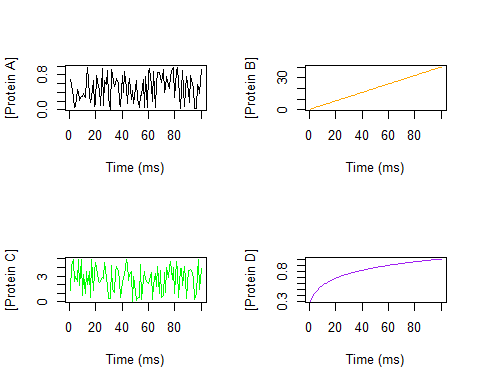 [Protein A]
0.0 0.8
0 20 40 60 80
Time (ms)
[Protein B]
0 30
0 20 40 60 80
Time (ms)
[Protein C]
0 3
0 20 40 60 80
Time (ms)
[Protein D]
0.3 0.8
0 20 40 60 80
Time (ms)